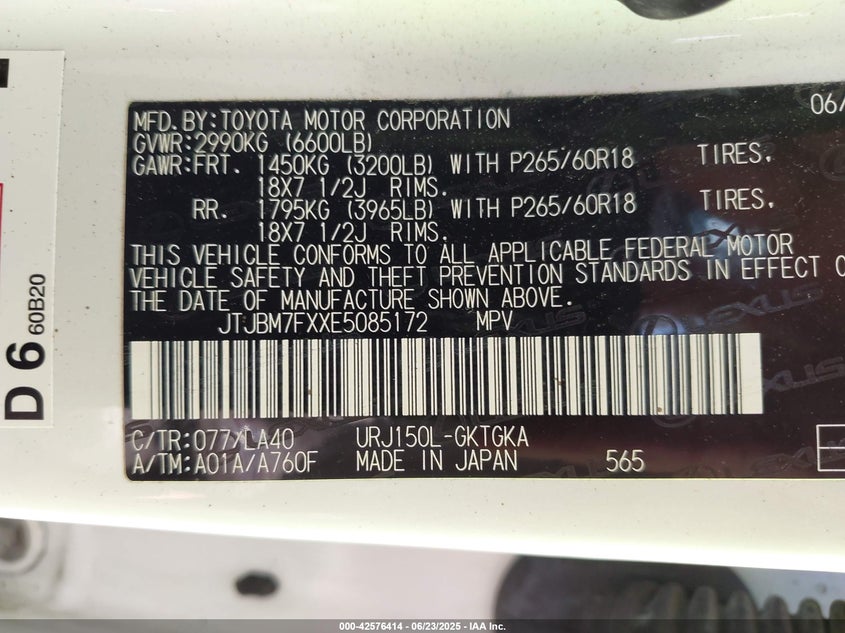 06/
MFD.BY:TOYOTA MOTOR CORPORATION
GVWR:2990KG (6600LB)
GAWR:FRT. 1450KG (3200LB) WITH P265/60R18 TIRES,
18X7 1/2J RIMS.
RR. 1795KG (3965LB) WITH P265/60R18 TIRES,
18X7 1/2J RIMS.
THIS VEHICLE CONFORMS TO ALL APPLICABLE FEDERAL MOTOR
VEHICLE SAFETY AND THEFT PREVENTION STANDARDS IN EFFECT O
THE DATE OF MANUFACTURE SHOWN ABOVE.
JTJBM7FXXE5085172 MPV
C/TR:077/LA40 URJ150L-GKTGKA
A/TM:A01A/A760F MADE IN JAPAN 565
D 6 60B20
LEXUS
000-42576414 - 06/23/2025 - IAA Inc.